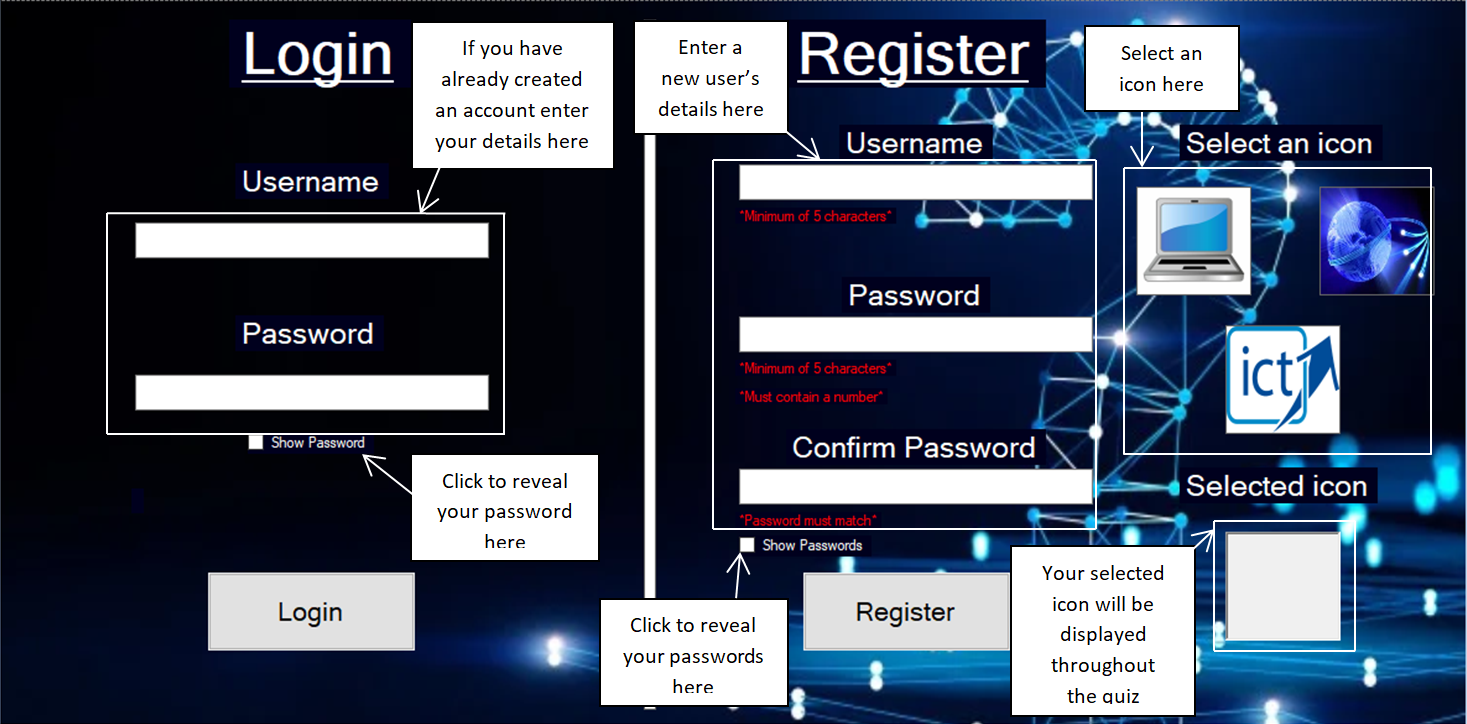 Login
If you have
already created
an account enter
your details here
Username
Password
Show Password
Click to reveal
your password
here
Login
Register
Enter a
new user’s
details here
Username
*Minimum of 5 characters*
Password
*Minimum of 5 characters*
*Must contain a number*
Confirm Password
*Password must match*
Show Passwords
Click to reveal
your passwords
here
Register
Select an
icon here
Select an icon
ict
Selected icon
Your selected
icon will be
displayed
throughout
the quiz